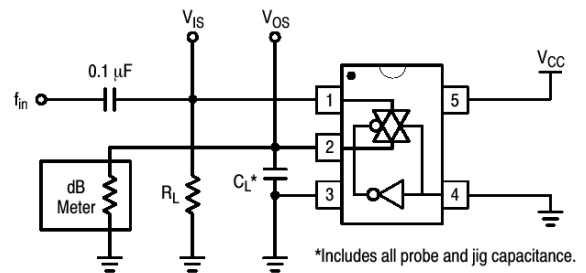 V_IS V_OS
V_CC
0.1 μF
f_in
1 5
2
dB
Meter
R_L C_L*
3 4
*Includes all probe and jig capacitance.